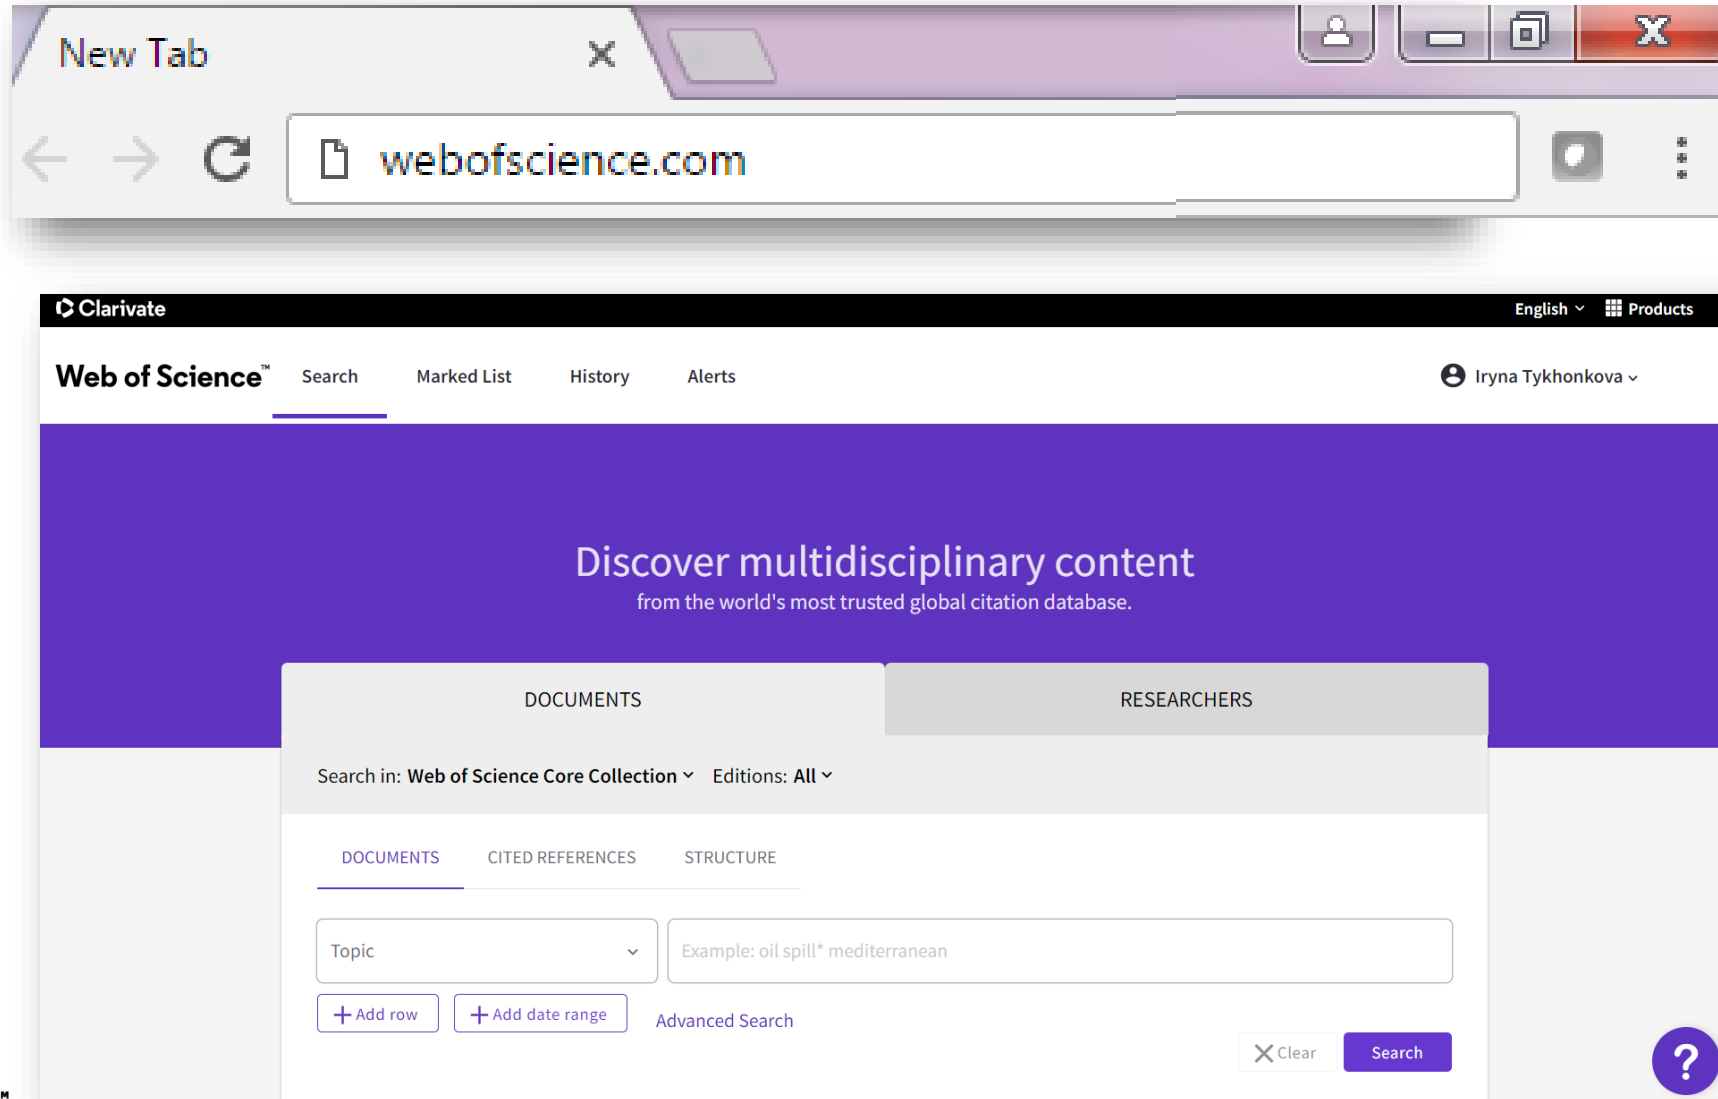 New Tab
webofscience.com
Clarivate
English Products
Web of Science™ Search Marked List History Alerts Iryna Tykhonkova
Discover multidisciplinary content
from the world's most trusted global citation database.
DOCUMENTS RESEARCHERS
Search in: Web of Science Core Collection Editions: All
DOCUMENTS CITED REFERENCES STRUCTURE
Topic Example: oil spill* mediterranean
+ Add row + Add date range Advanced Search
Clear Search
?
M